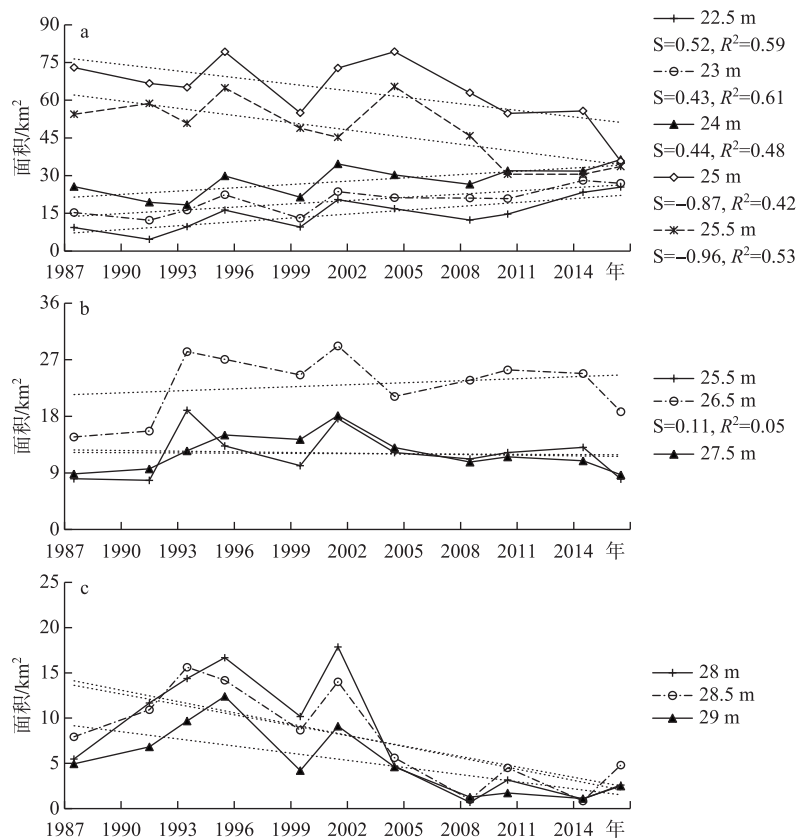 a
面积/km²
90
75
60
45
30
15
0
1987 1990 1993 1996 1999 2002 2005 2008 2011 2014 年
22.5 m
S=0.52, R²=0.59
23 m
S=0.43, R²=0.61
24 m
S=0.44, R²=0.48
25 m
S=−0.87, R²=0.42
25.5 m
S=−0.96, R²=0.53
b
面积/km²
36
27
18
9
0
1987 1990 1993 1996 1999 2002 2005 2008 2011 2014 年
25.5 m
26.5 m
S=0.11, R²=0.05
27.5 m
c
面积/km²
25
20
15
10
5
0
1987 1990 1993 1996 1999 2002 2005 2008 2011 2014 年
28 m
28.5 m
29 m